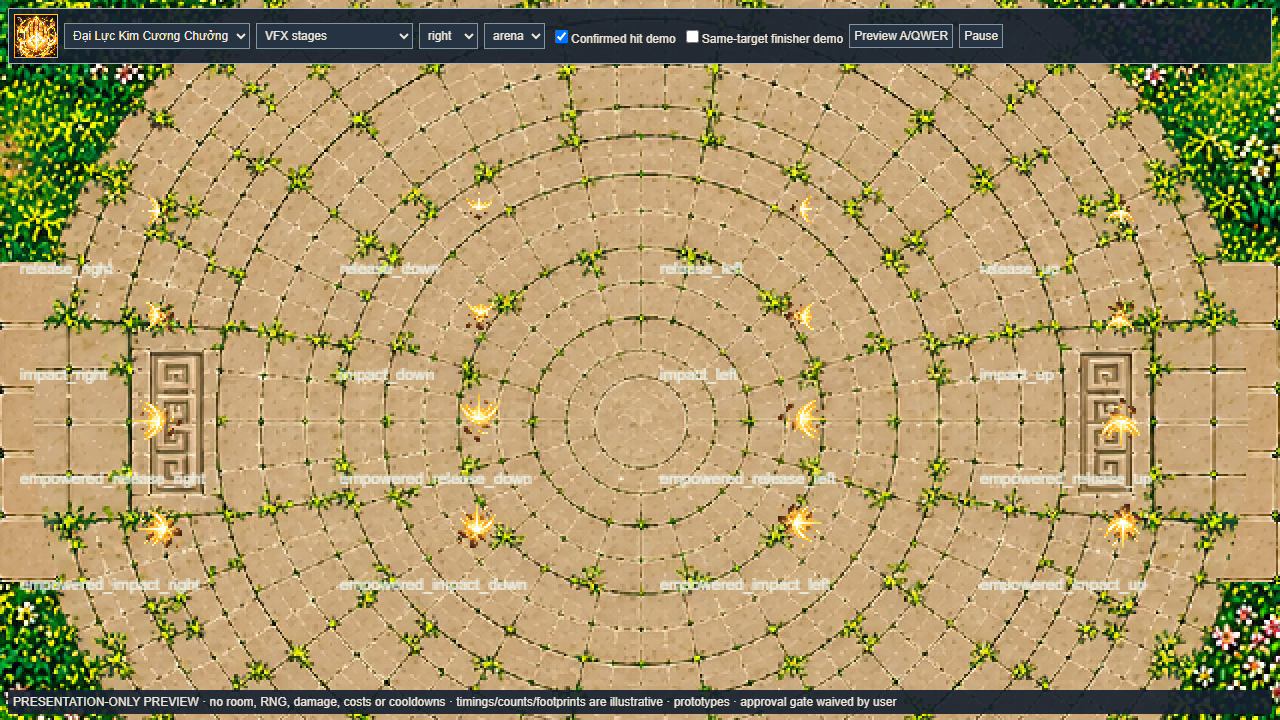 Đại Lực Kim Cương Chưởng VFX stages right arena Confirmed hit demo Same-target finisher demo Preview A/QWER Pause
release_right release_down release_left release_up
impact_right impact_down impact_left impact_up
empowered_release_right empowered_release_down empowered_release_left empowered_release_up
empowered_impact_right empowered_impact_down empowered_impact_left empowered_impact_up
PRESENTATION-ONLY PREVIEW · no room, RNG, damage, costs or cooldowns · timings/counts/footprints are illustrative · prototypes · approval gate waived by user